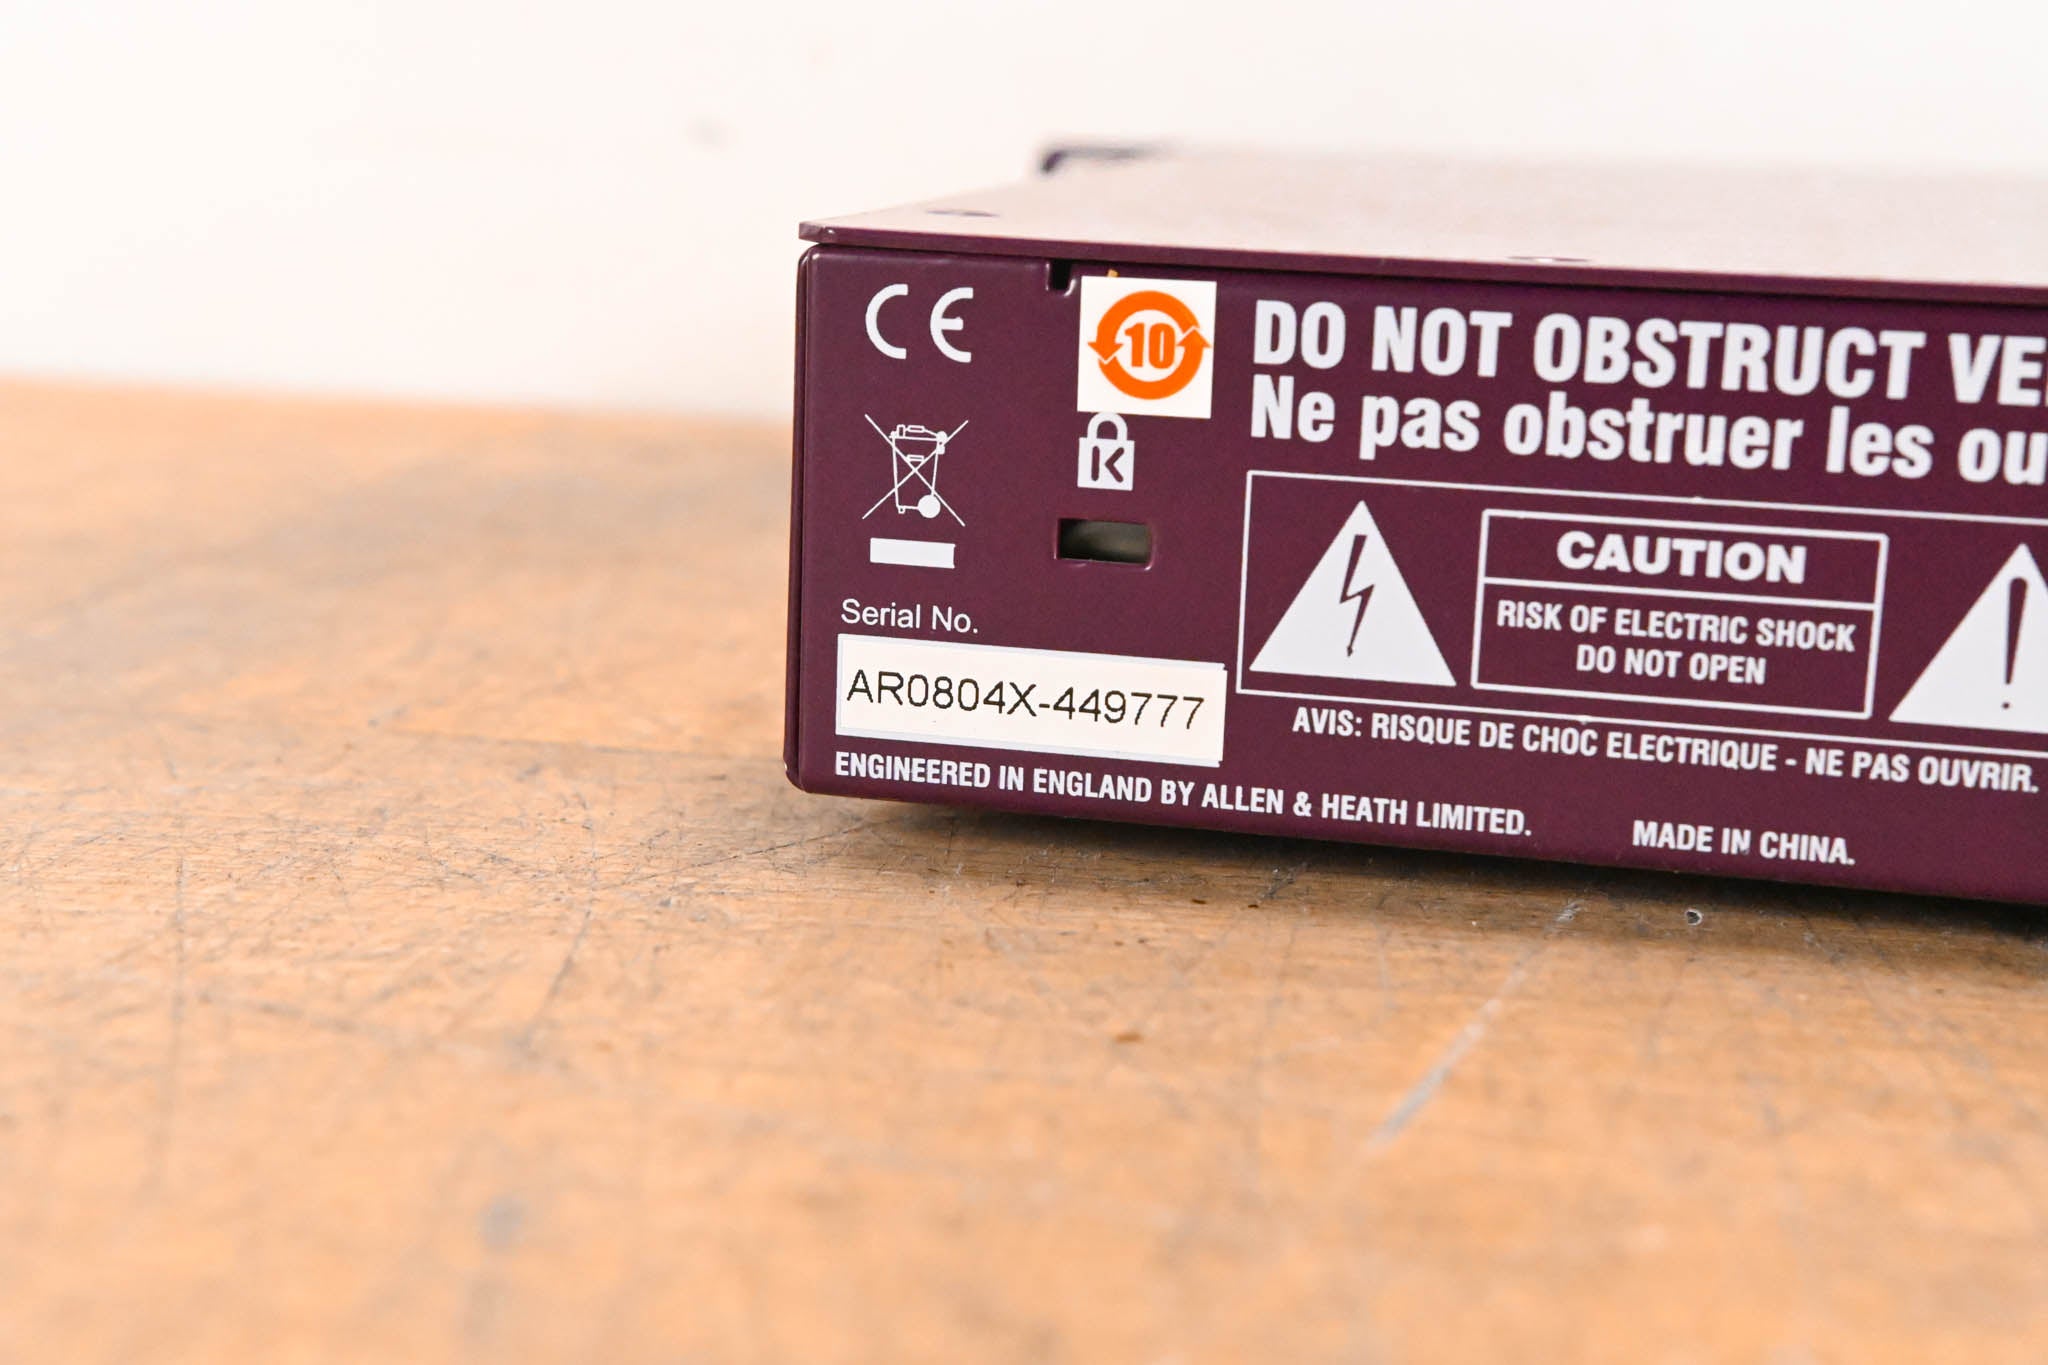 CE
10
DO NOT OBSTRUCT
Ne pas obstruer les
K
CAUTION
RISK OF ELECTRIC SHOCK
DO NOT OPEN
Serial No.
AR0804X-449777
AVIS: RISQUE DE CHOC ELECTRIQUE - NE PAS OUVRIR.
ENGINEERED IN ENGLAND BY ALLEN & HEATH LIMITED.
MADE IN CHINA.